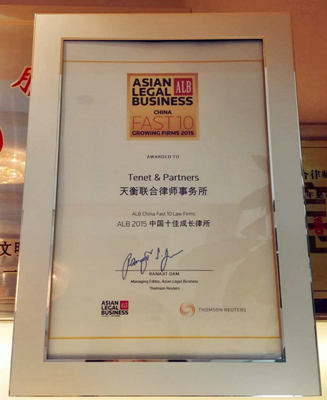 ASIAN
LEGAL ALB
BUSINESS
CHINA
FAST 10
GROWING FIRMS 2015
AWARDED TO
Tenet & Partners
天衡联合律师事务所
ALB China Fast 10 Law Firms
ALB 2015 中国十佳成长律所
RANAJIT DAM
Managing Editor, Asian Legal Business
Thomson Reuters
ASIAN ALB
LEGAL
BUSINESS
THOMSON REUTERS
文明